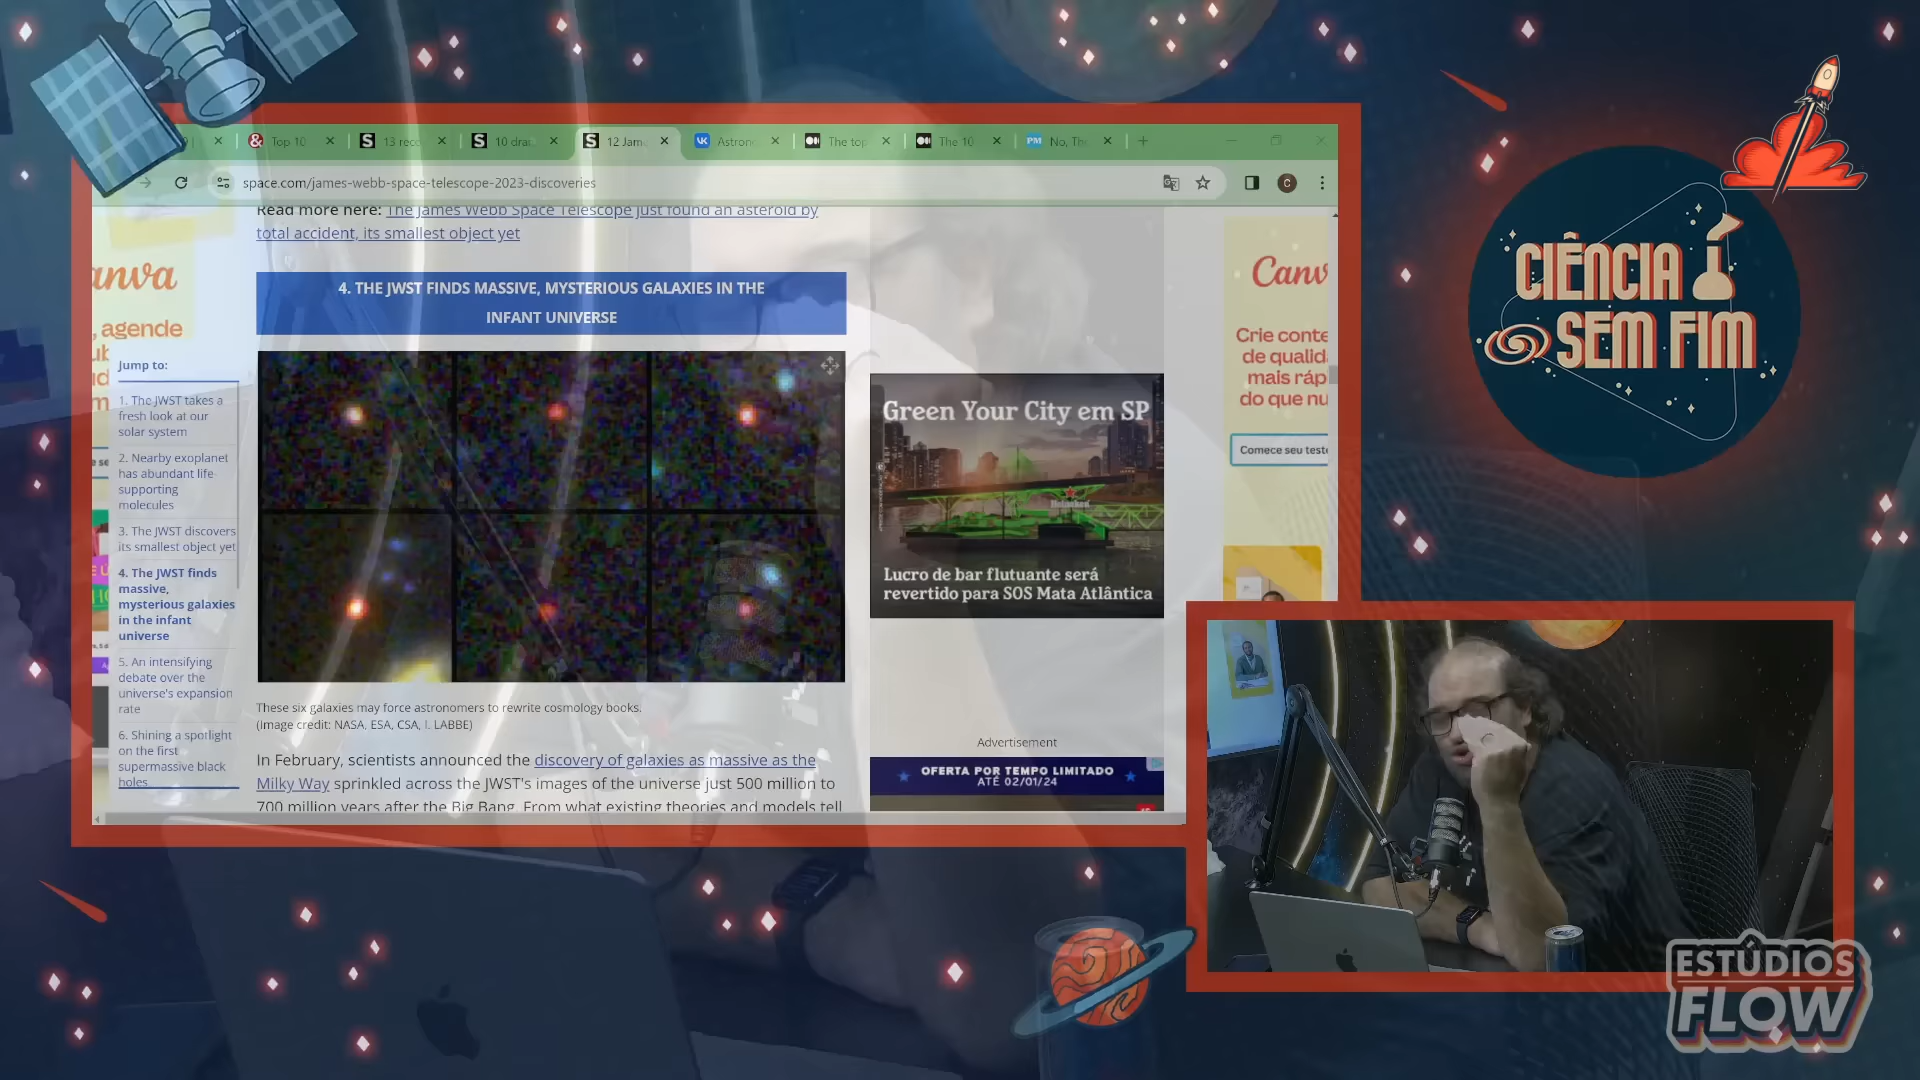 Top 10
13 rec
10 dra
12 Jam
Astron
The top
The 10
No, Th
space.com/james-webb-space-telescope-2023-discoveries
Read more here: The James Webb Space Telescope just found an asteroid by
total accident, its smallest object yet
4. THE JWST FINDS MASSIVE, MYSTERIOUS GALAXIES IN THE
INFANT UNIVERSE
anva
, agende
Jump to:
1. The JWST takes a
fresh look at our
solar system
2. Nearby exoplanet
has abundant life-
supporting
molecules
3. The JWST discovers
its smallest object yet
4. The JWST finds
massive,
mysterious galaxies
in the infant
universe
5. An intensifying
debate over the
universe's expansion
rate
6. Shining a spotlight
on the first
supermassive black
holes
These six galaxies may force astronomers to rewrite cosmology books.
(Image credit: NASA, ESA, CSA, I. LABBE)
In February, scientists announced the discovery of galaxies as massive as the
Milky Way sprinkled across the JWST's images of the universe just 500 million to
700 million years after the Big Bang. From what existing theories and models tell
Green Your City em SP
Heineken
Lucro de bar flutuante será
revertido para SOS Mata Atlântica
Advertisement
OFERTA POR TEMPO LIMITADO
ATÉ 02/01/24
Canv
Crie conte
de qualid
mais ráp
do que nu
Comece seu test
CIÊNCIA
SEM FIM
ESTÚDIOS
FLOW